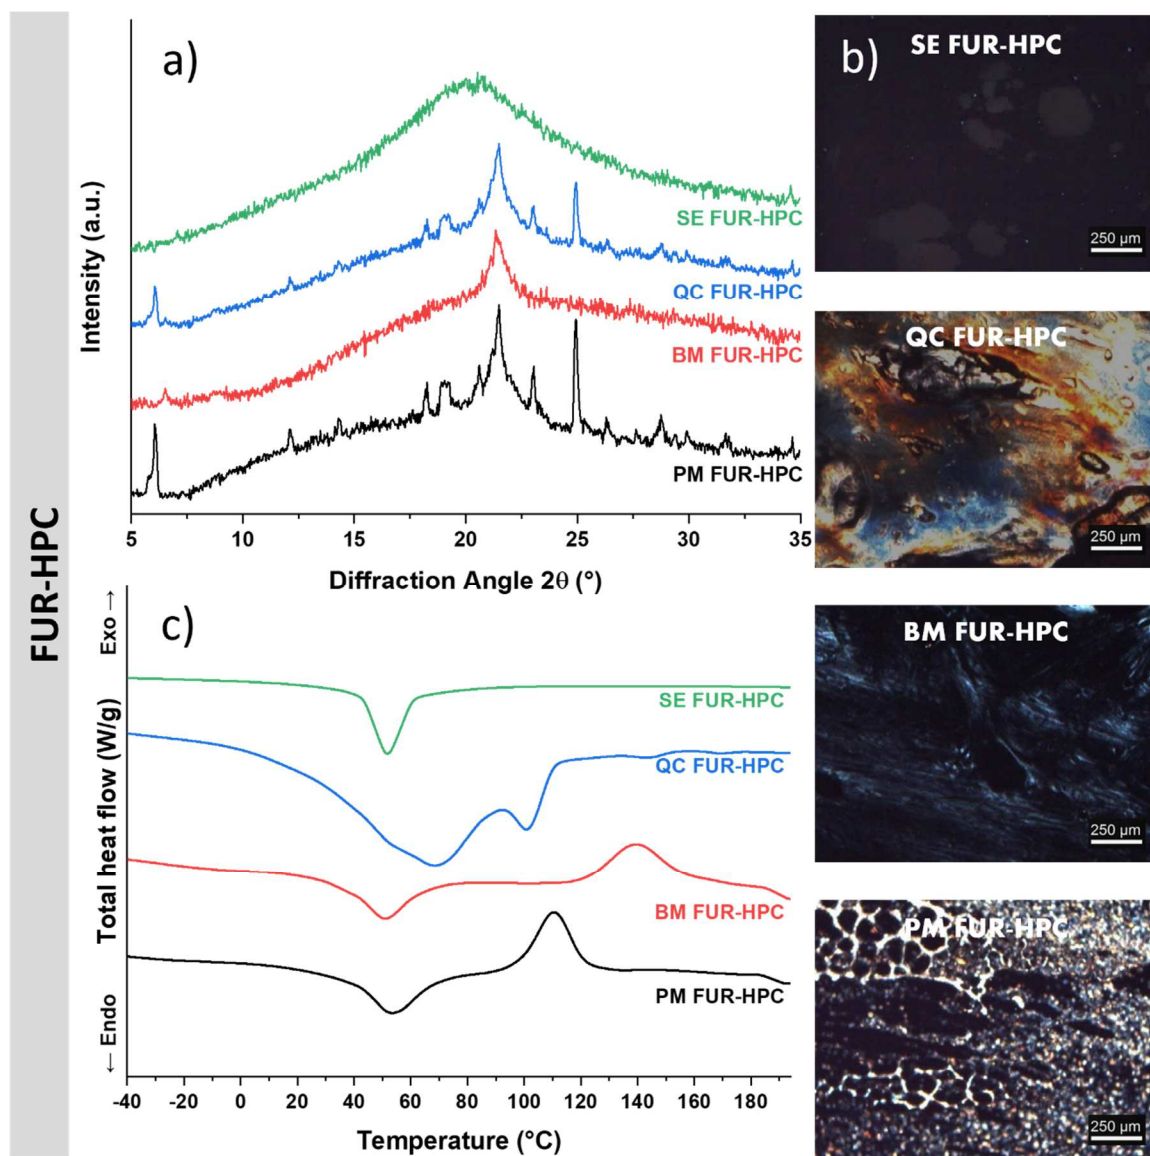 FUR-HPC
a)
Intensity (a.u.)
SE FUR-HPC
QC FUR-HPC
BM FUR-HPC
PM FUR-HPC
5 10 15 20 25 30 35
Diffraction Angle 2θ (°)
b)
SE FUR-HPC
250 µm
QC FUR-HPC
250 µm
BM FUR-HPC
250 µm
PM FUR-HPC
250 µm
c)
Exo →
Total heat flow (W/g)
← Endo
SE FUR-HPC
QC FUR-HPC
BM FUR-HPC
PM FUR-HPC
-40 -20 0 20 40 60 80 100 120 140 160 180
Temperature (°C)